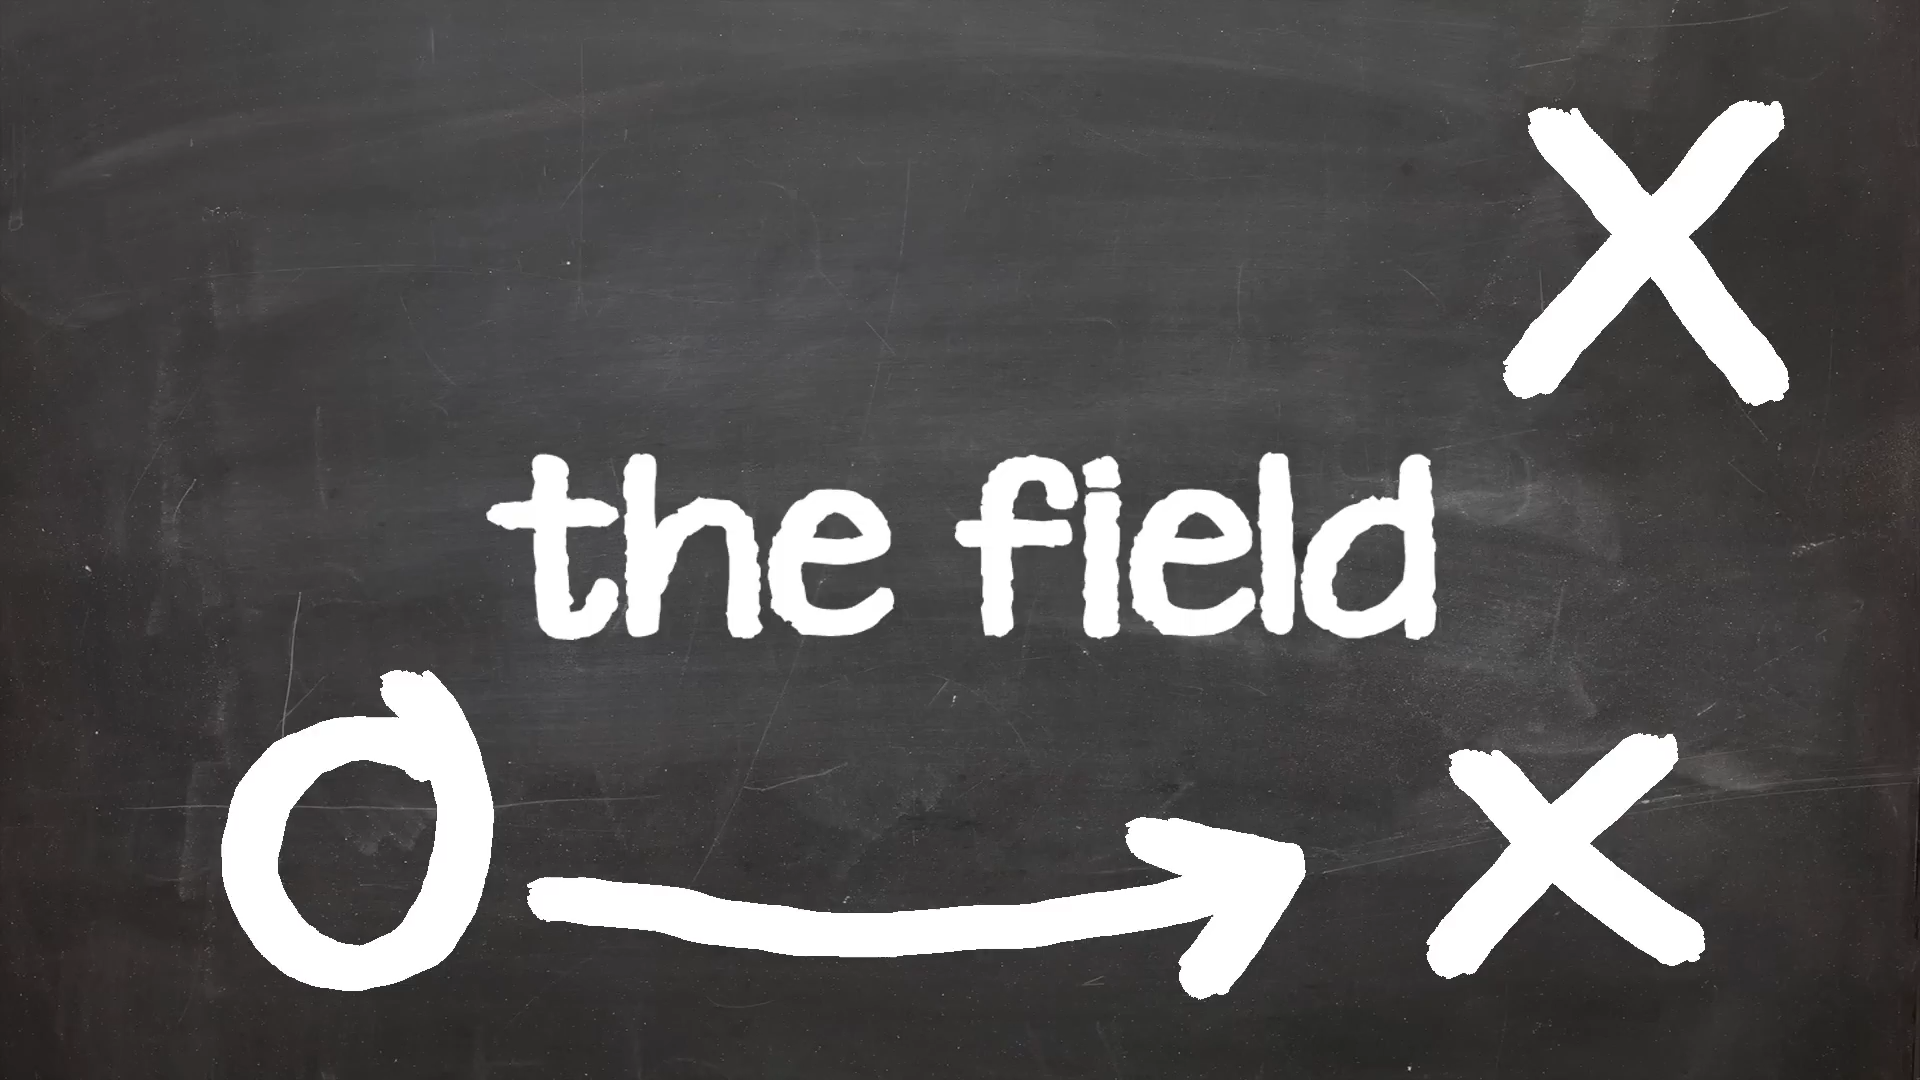 X
the field
O X